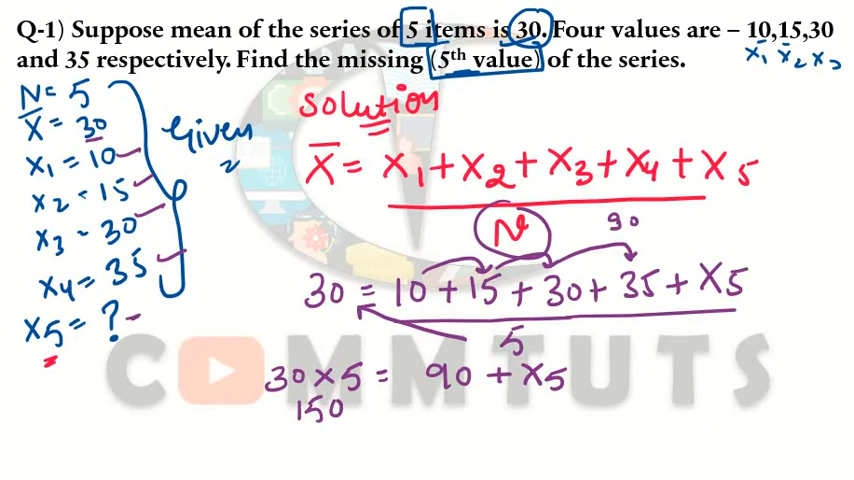 Q-1) Suppose mean of the series of 5 items is 30. Four values are – 10,15,30
and 35 respectively. Find the missing (5th value) of the series.
x̄1 x̄2 x3
N= 5
X̄ = 30
x1 = 10
x2 = 15
x3 = 30
x4 = 35
x5 = ?
Given
Solution
X̄ = X1+X2+X3+X4+X5
N
90
30 = 10+15+30+35+X5
5
30×5 = 90 + X5
150
COMMTUTS